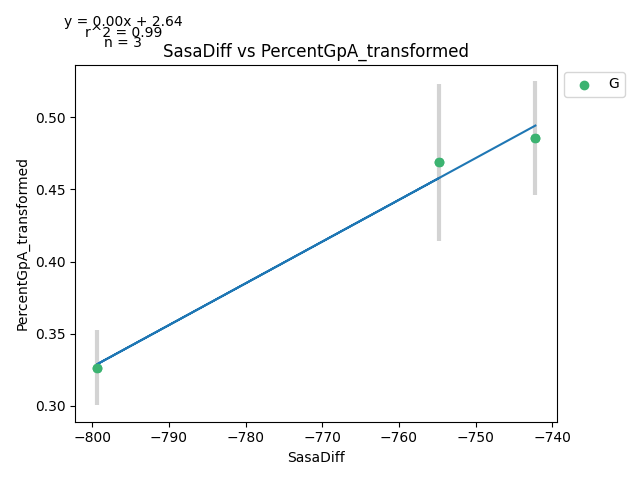 y = 0.00x + 2.64
r^2 = 0.99
n = 3
SasaDiff vs PercentGpA_transformed
G
PercentGpA_transformed
0.50
0.45
0.40
0.35
0.30
−800
−790
−780
−770
−760
−750
−740
SasaDiff